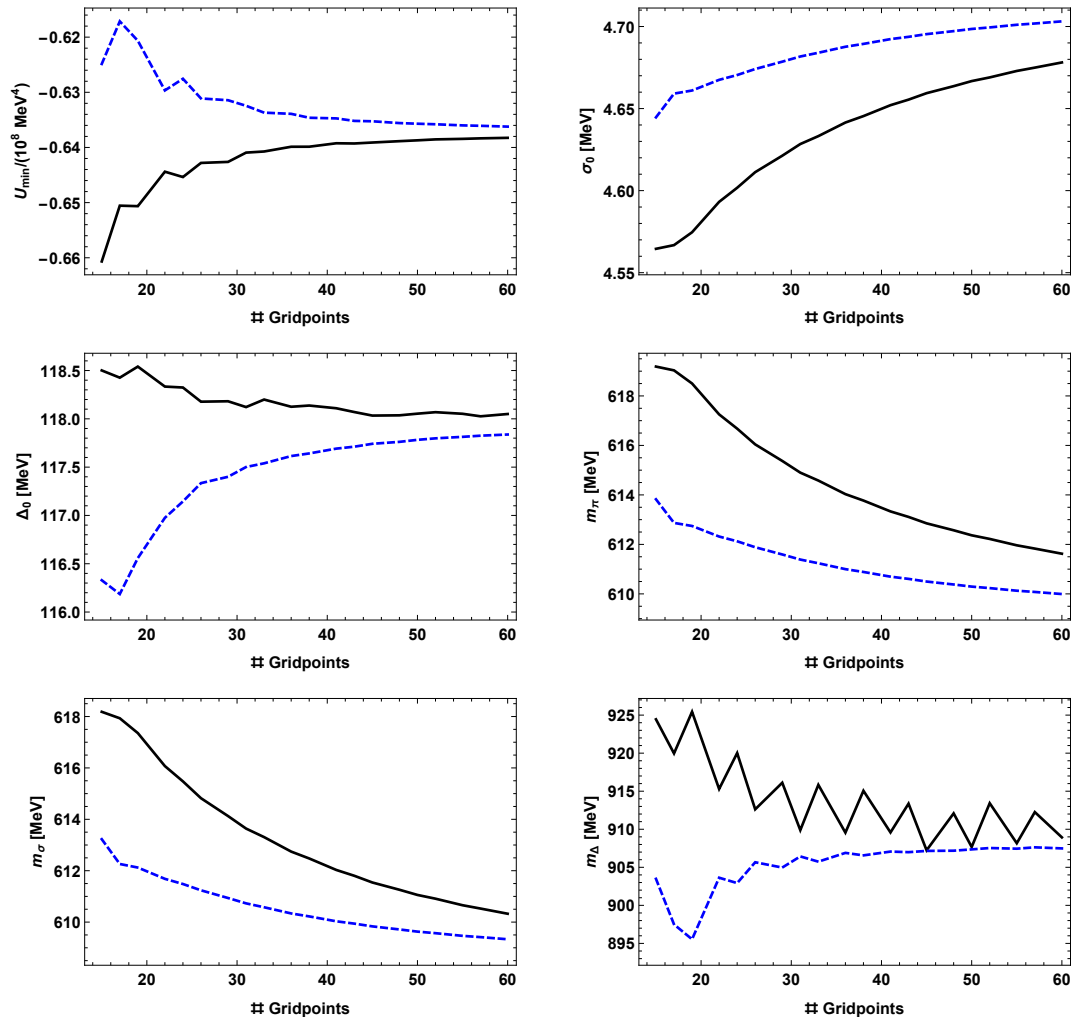 U_min/(10^8 MeV^4)
-0.62
-0.63
-0.64
-0.65
-0.66
20 30 40 50 60
# Gridpoints
σ_0 [MeV]
4.70
4.65
4.60
4.55
20 30 40 50 60
# Gridpoints
Δ_0 [MeV]
118.5
118.0
117.5
117.0
116.5
116.0
20 30 40 50 60
# Gridpoints
m_π [MeV]
618
616
614
612
610
20 30 40 50 60
# Gridpoints
m_σ [MeV]
618
616
614
612
610
20 30 40 50 60
# Gridpoints
m_Δ [MeV]
925
920
915
910
905
900
895
20 30 40 50 60
# Gridpoints